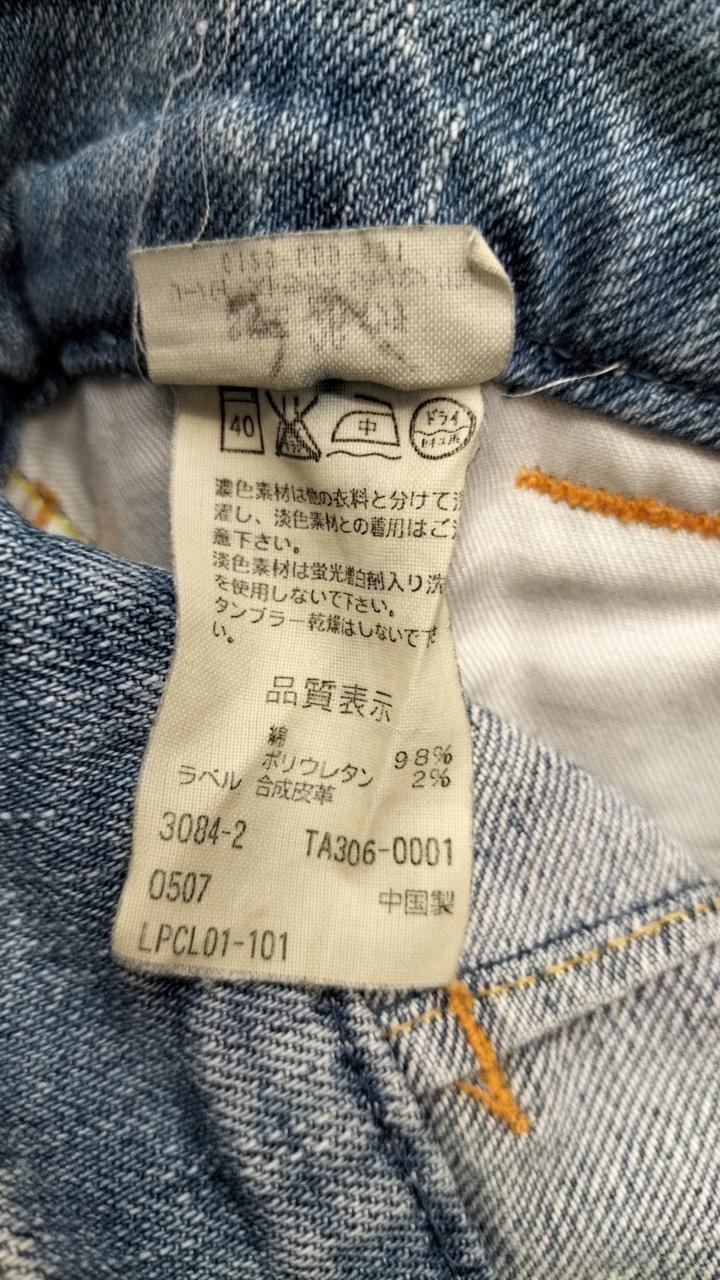 40 中 ドライ
濃色素材は他の衣料と分けて洗
濯し、淡色素材との着用はご注
意下さい。
淡色素材は蛍光増白剤入り洗
を使用しないで下さい。
タンブラー乾燥はしないで下さ
い。
品質表示
綿 98%
ポリウレタン 2%
ラベル 合成皮革
3084-2 TA306-0001
0507 中国製
LPCL01-101